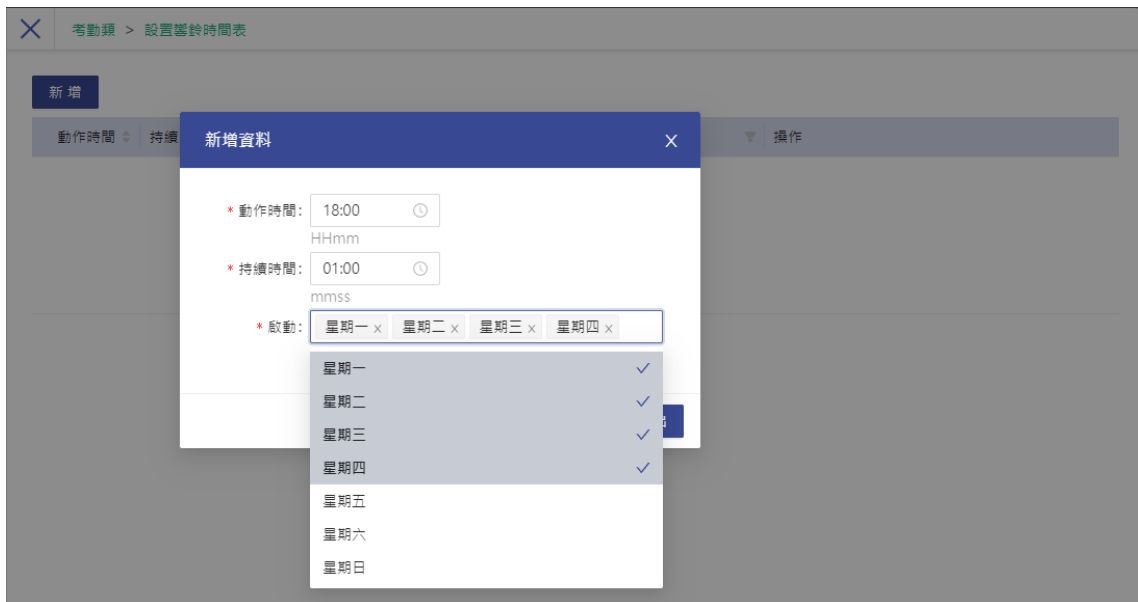 考勤類 > 設置響鈴時間表
新 增
動作時間 持續 操作
新增資料
* 動作時間: 18:00
HHmm
* 持續時間: 01:00
mmss
* 啟動: 星期一 x 星期二 x 星期三 x 星期四 x
星期一
星期二
星期三
星期四
星期五
星期六
星期日